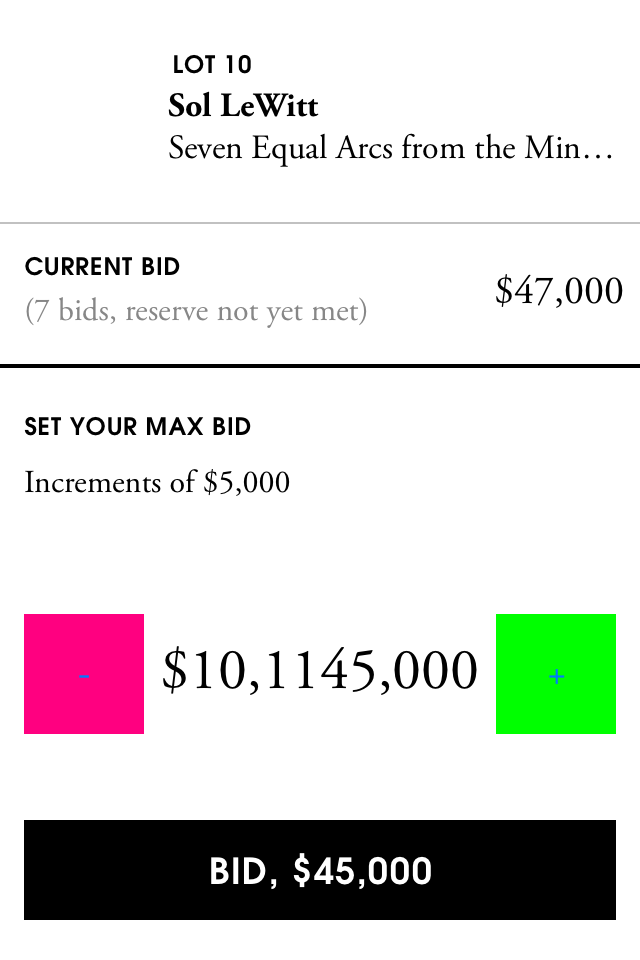 LOT 10
Sol LeWitt
Seven Equal Arcs from the Min…
CURRENT BID
(7 bids, reserve not yet met)
$47,000
SET YOUR MAX BID
Increments of $5,000
- $10,1145,000 +
BID, $45,000